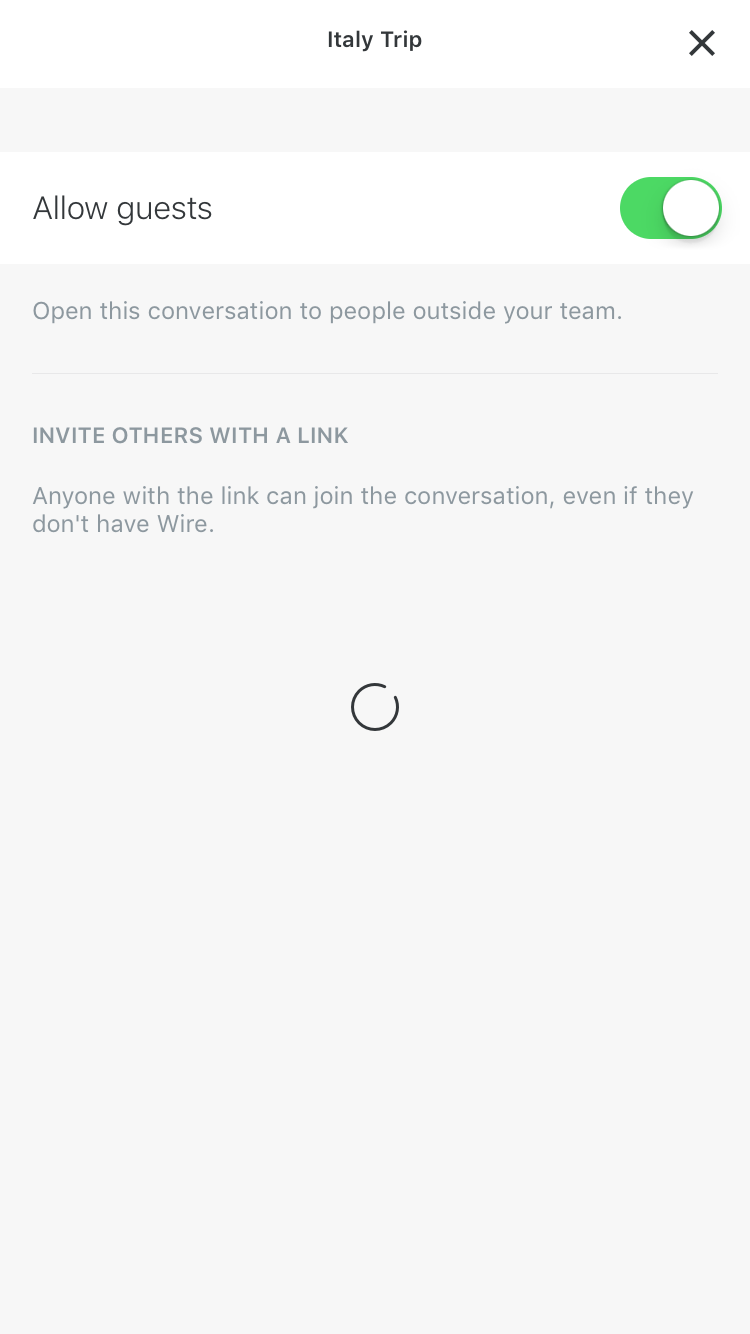 Italy Trip
Allow guests
Open this conversation to people outside your team.
INVITE OTHERS WITH A LINK
Anyone with the link can join the conversation, even if they
don't have Wire.